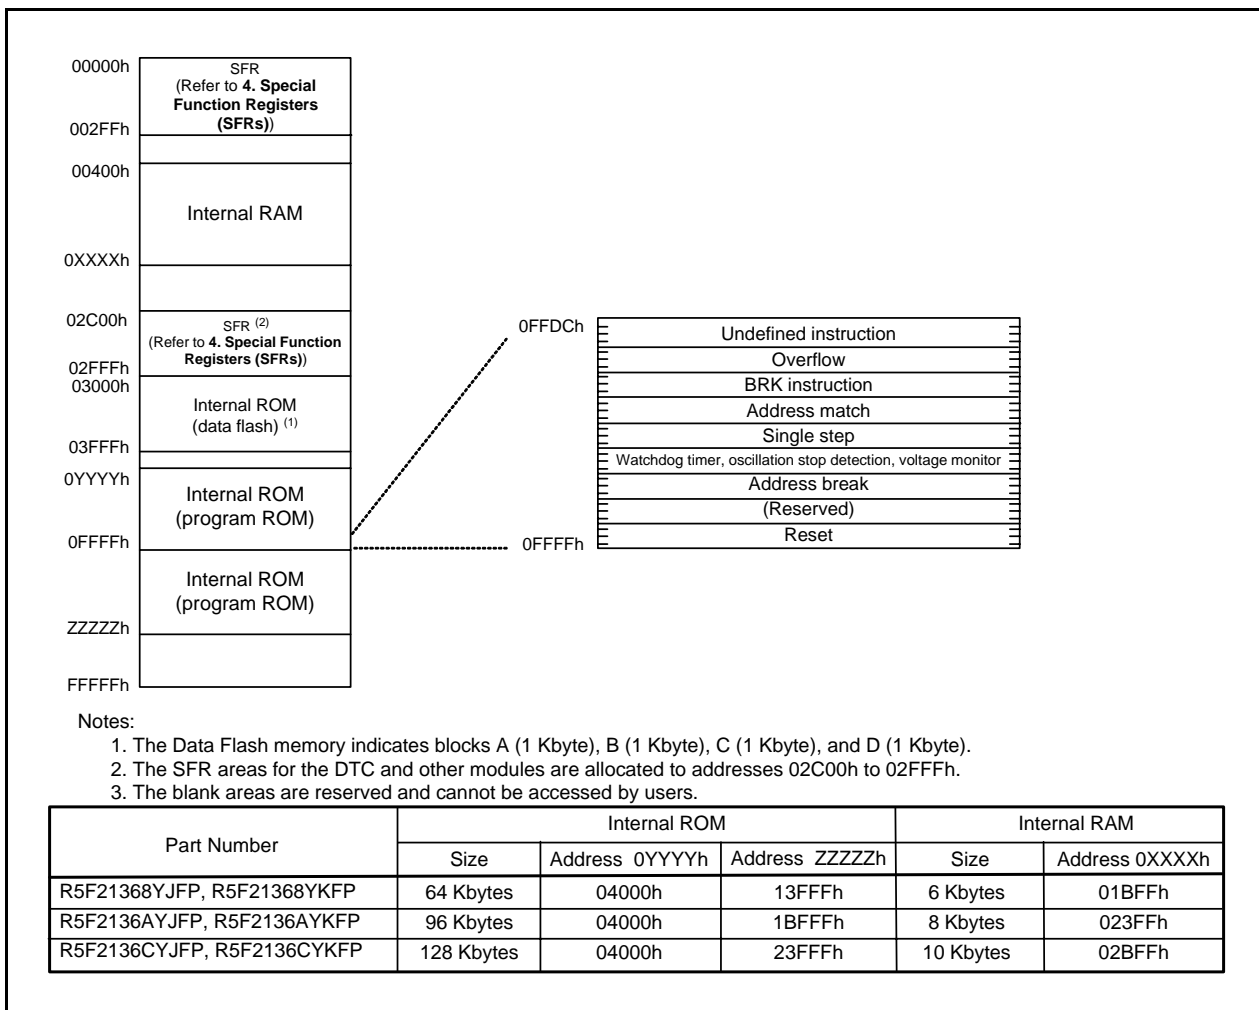 00000h
SFR
(Refer to 4. Special
Function Registers
(SFRs))
002FFh
00400h
Internal RAM
0XXXXh
02C00h
SFR (2)
(Refer to 4. Special Function
Registers (SFRs))
02FFFh
03000h
Internal ROM
(data flash) (1)
03FFFh
0YYYYh
Internal ROM
(program ROM)
0FFFFh
Internal ROM
(program ROM)
ZZZZZh
FFFFFh
0FFDCh
Undefined instruction
Overflow
BRK instruction
Address match
Single step
Watchdog timer, oscillation stop detection, voltage monitor
Address break
(Reserved)
Reset
0FFFFh
Notes:
1. The Data Flash memory indicates blocks A (1 Kbyte), B (1 Kbyte), C (1 Kbyte), and D (1 Kbyte).
2. The SFR areas for the DTC and other modules are allocated to addresses 02C00h to 02FFFh.
3. The blank areas are reserved and cannot be accessed by users.
Part Number Internal ROM Internal RAM
Size Address 0YYYYh Address ZZZZZh Size Address 0XXXXh
R5F21368YJFP, R5F21368YKFP 64 Kbytes 04000h 13FFFh 6 Kbytes 01BFFh
R5F2136AYJFP, R5F2136AYKFP 96 Kbytes 04000h 1BFFFh 8 Kbytes 023FFh
R5F2136CYJFP, R5F2136CYKFP 128 Kbytes 04000h 23FFFh 10 Kbytes 02BFFh